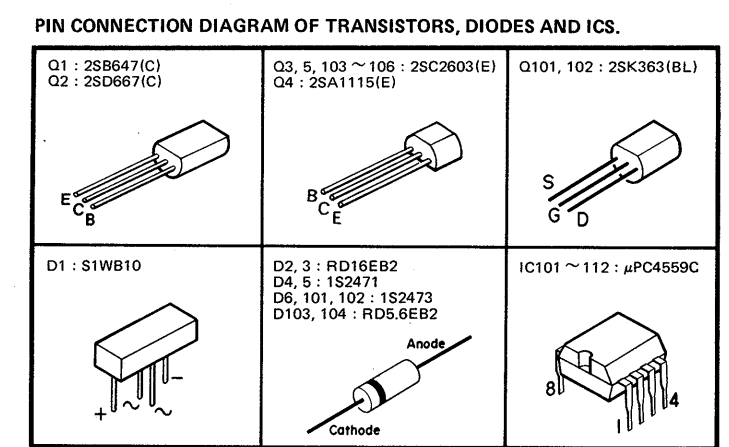 PIN CONNECTION DIAGRAM OF TRANSISTORS, DIODES AND ICS.
Q1 : 2SB647(C)
Q2 : 2SD667(C)
E
C
B
Q3, 5, 103 ~ 106 : 2SC2603(E)
Q4 : 2SA1115(E)
B
C
E
Q101, 102 : 2SK363(BL)
S
G
D
D1 : S1WB10
+
~
~
−
D2, 3 : RD16EB2
D4, 5 : 1S2471
D6, 101, 102 : 1S2473
D103, 104 : RD5.6EB2
Anode
Cathode
IC101 ~ 112 : μPC4559C
8
1
4